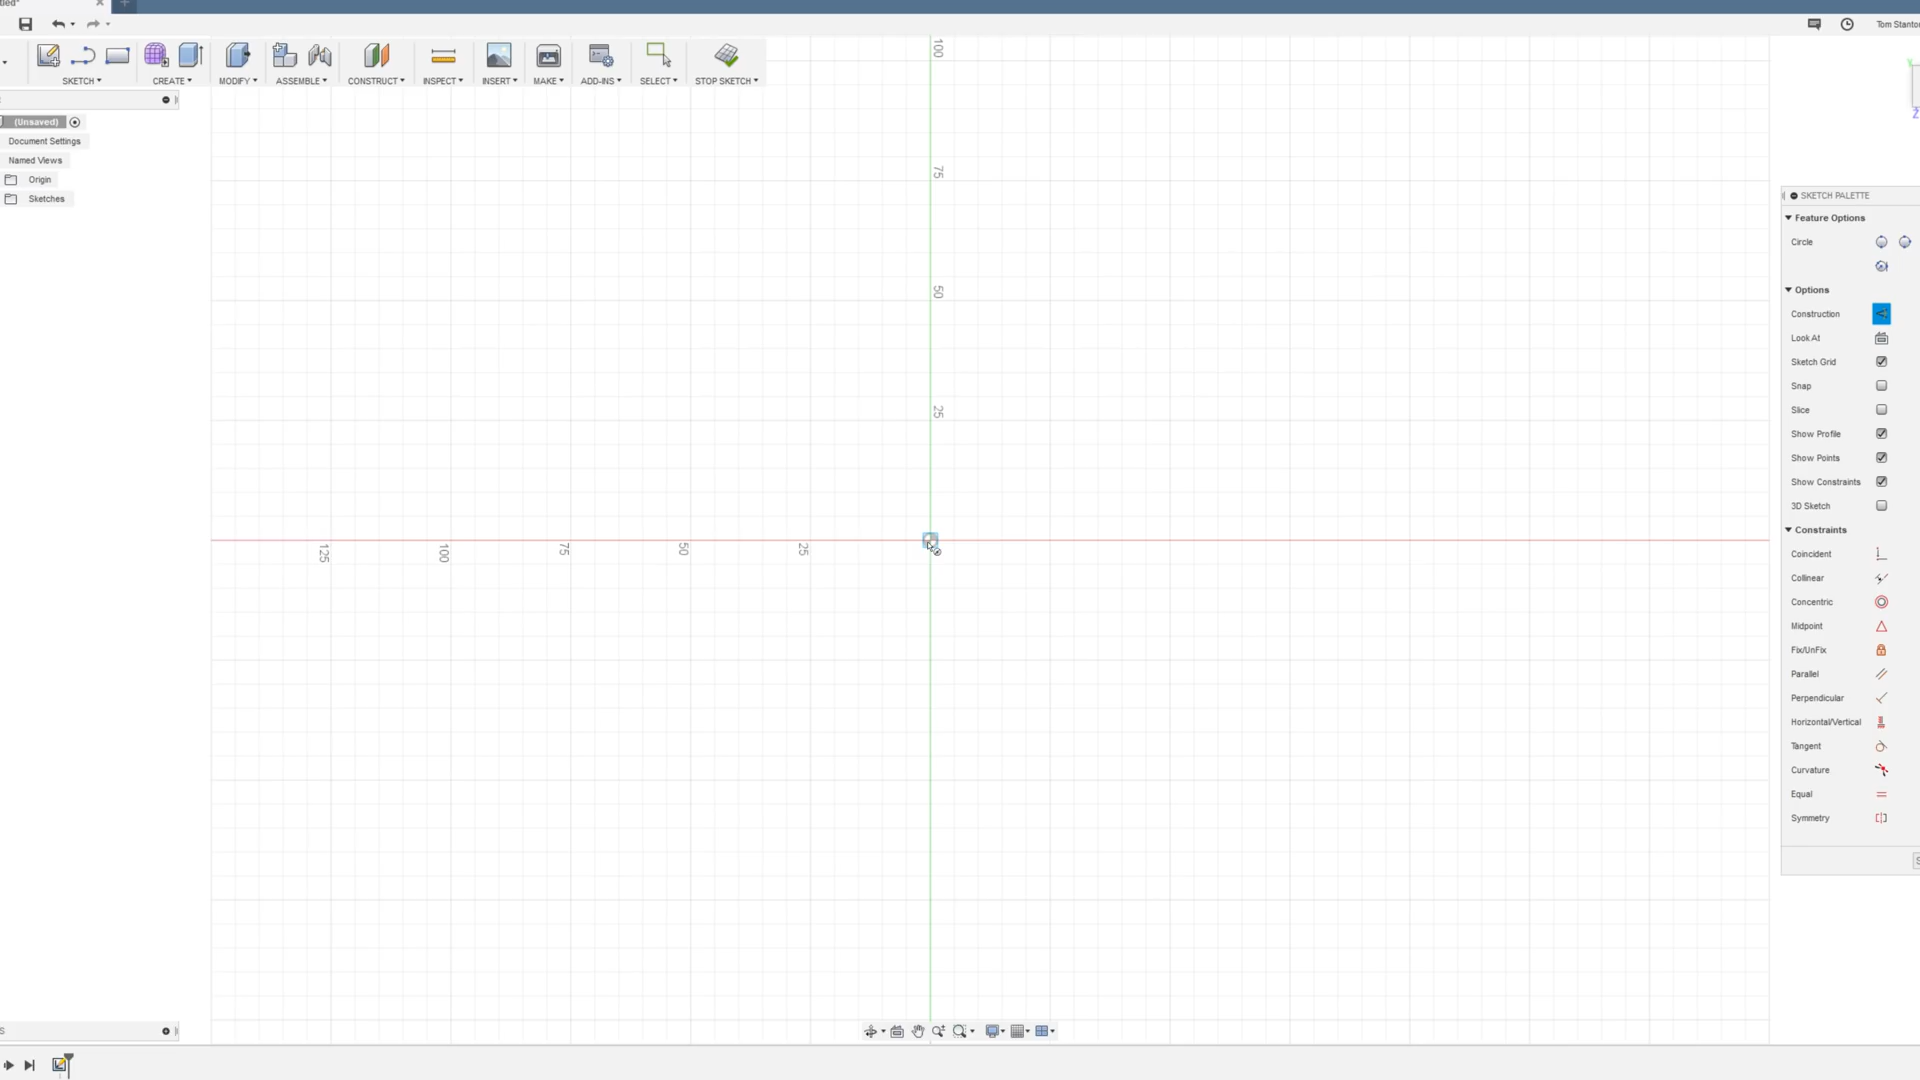 Tom Stanto
SKETCH
CREATE
MODIFY
ASSEMBLE
CONSTRUCT
INSPECT
INSERT
MAKE
ADD-INS
SELECT
STOP SKETCH
(Unsaved)
Document Settings
Named Views
Origin
Sketches
100
75
50
25
125
100
75
50
25
Z
SKETCH PALETTE
Feature Options
Circle
Options
Construction
Look At
Sketch Grid
Snap
Slice
Show Profile
Show Points
Show Constraints
3D Sketch
Constraints
Coincident
Collinear
Concentric
Midpoint
Fix/UnFix
Parallel
Perpendicular
Horizontal/Vertical
Tangent
Curvature
Equal
Symmetry
S